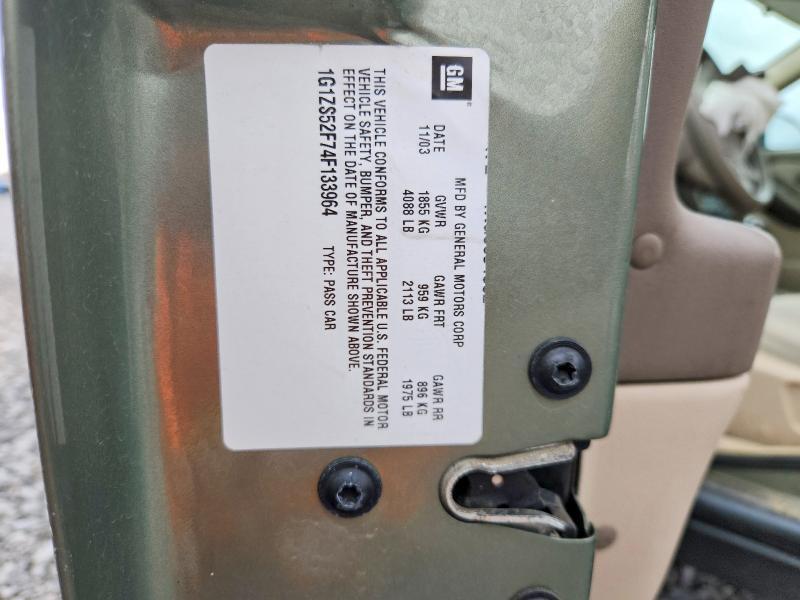 GM
MFD BY GENERAL MOTORS CORP
DATE GVWR GAWR FRT GAWR RR
11/03 1855 KG 959 KG 896 KG
4088 LB 2113 LB 1975 LB
THIS VEHICLE CONFORMS TO ALL APPLICABLE U.S. FEDERAL MOTOR
VEHICLE SAFETY, BUMPER, AND THEFT PREVENTION STANDARDS IN
EFFECT ON THE DATE OF MANUFACTURE SHOWN ABOVE.
1G1ZS52F74F133964 TYPE: PASS CAR